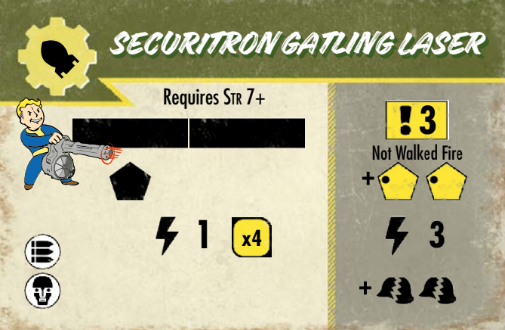 SECURITRON GATLING LASER
Requires STR 7+
! 3
Not Walked Fire
+
1 x4
3
+